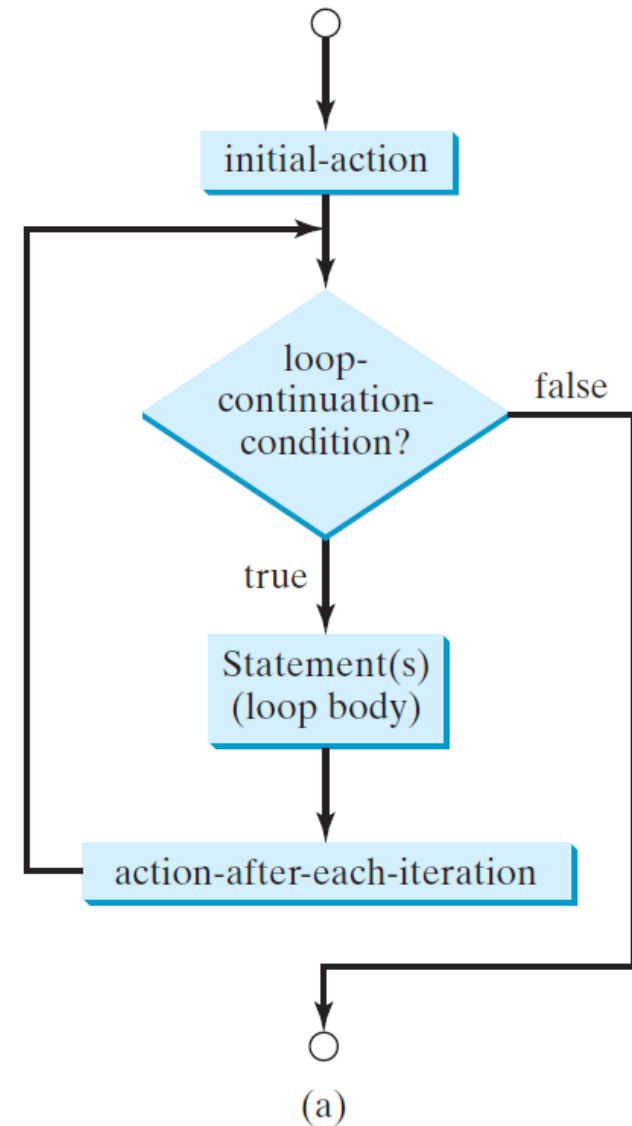 initial-action
loop-
continuation-
condition?
false
true
Statement(s)
(loop body)
action-after-each-iteration
(a)